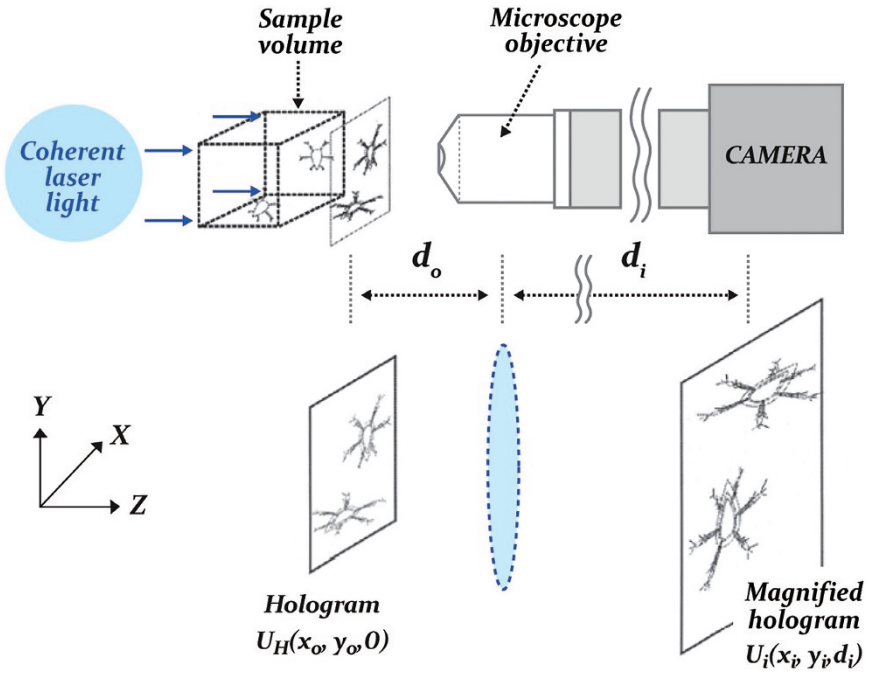 Sample
volume
Microscope
objective
Coherent
laser
light
CAMERA
d_o
d_i
Y
X
Z
Hologram
U_H(x_o, y_o,0)
Magnified
hologram
U_i(x_i, y_i,d_i)